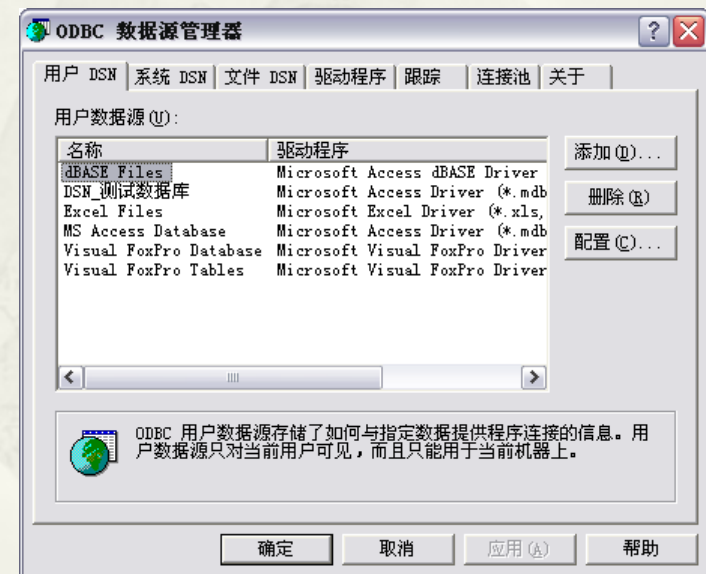 ODBC 数据源管理器
用户 DSN 系统 DSN 文件 DSN 驱动程序 跟踪 连接池 关于
用户数据源(U):
名称 驱动程序
dBASE Files Microsoft Access dBASE Driver
DSN_测试数据库 Microsoft Access Driver (*.mdb
Excel Files Microsoft Excel Driver (*.xls,
MS Access Database Microsoft Access Driver (*.mdb
Visual FoxPro Database Microsoft Visual FoxPro Driver
Visual FoxPro Tables Microsoft Visual FoxPro Driver
添加(D)...
删除(R)
配置(C)...
ODBC 用户数据源存储了如何与指定数据提供程序连接的信息。用
户数据源只对当前用户可见，而且只能用于当前机器上。
确定 取消 应用(A) 帮助